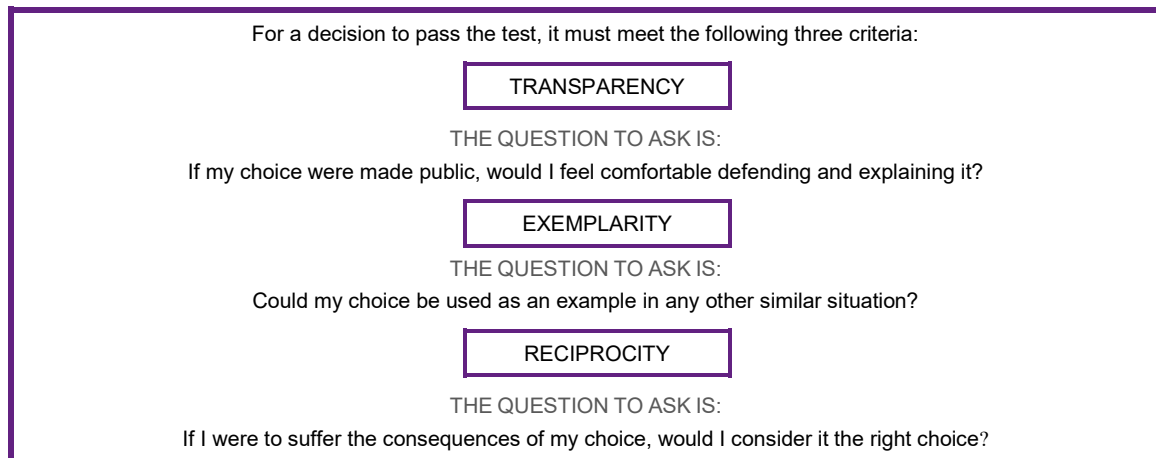 For a decision to pass the test, it must meet the following three criteria:
TRANSPARENCY
THE QUESTION TO ASK IS:
If my choice were made public, would I feel comfortable defending and explaining it?
EXEMPLARITY
THE QUESTION TO ASK IS:
Could my choice be used as an example in any other similar situation?
RECIPROCITY
THE QUESTION TO ASK IS:
If I were to suffer the consequences of my choice, would I consider it the right choice?